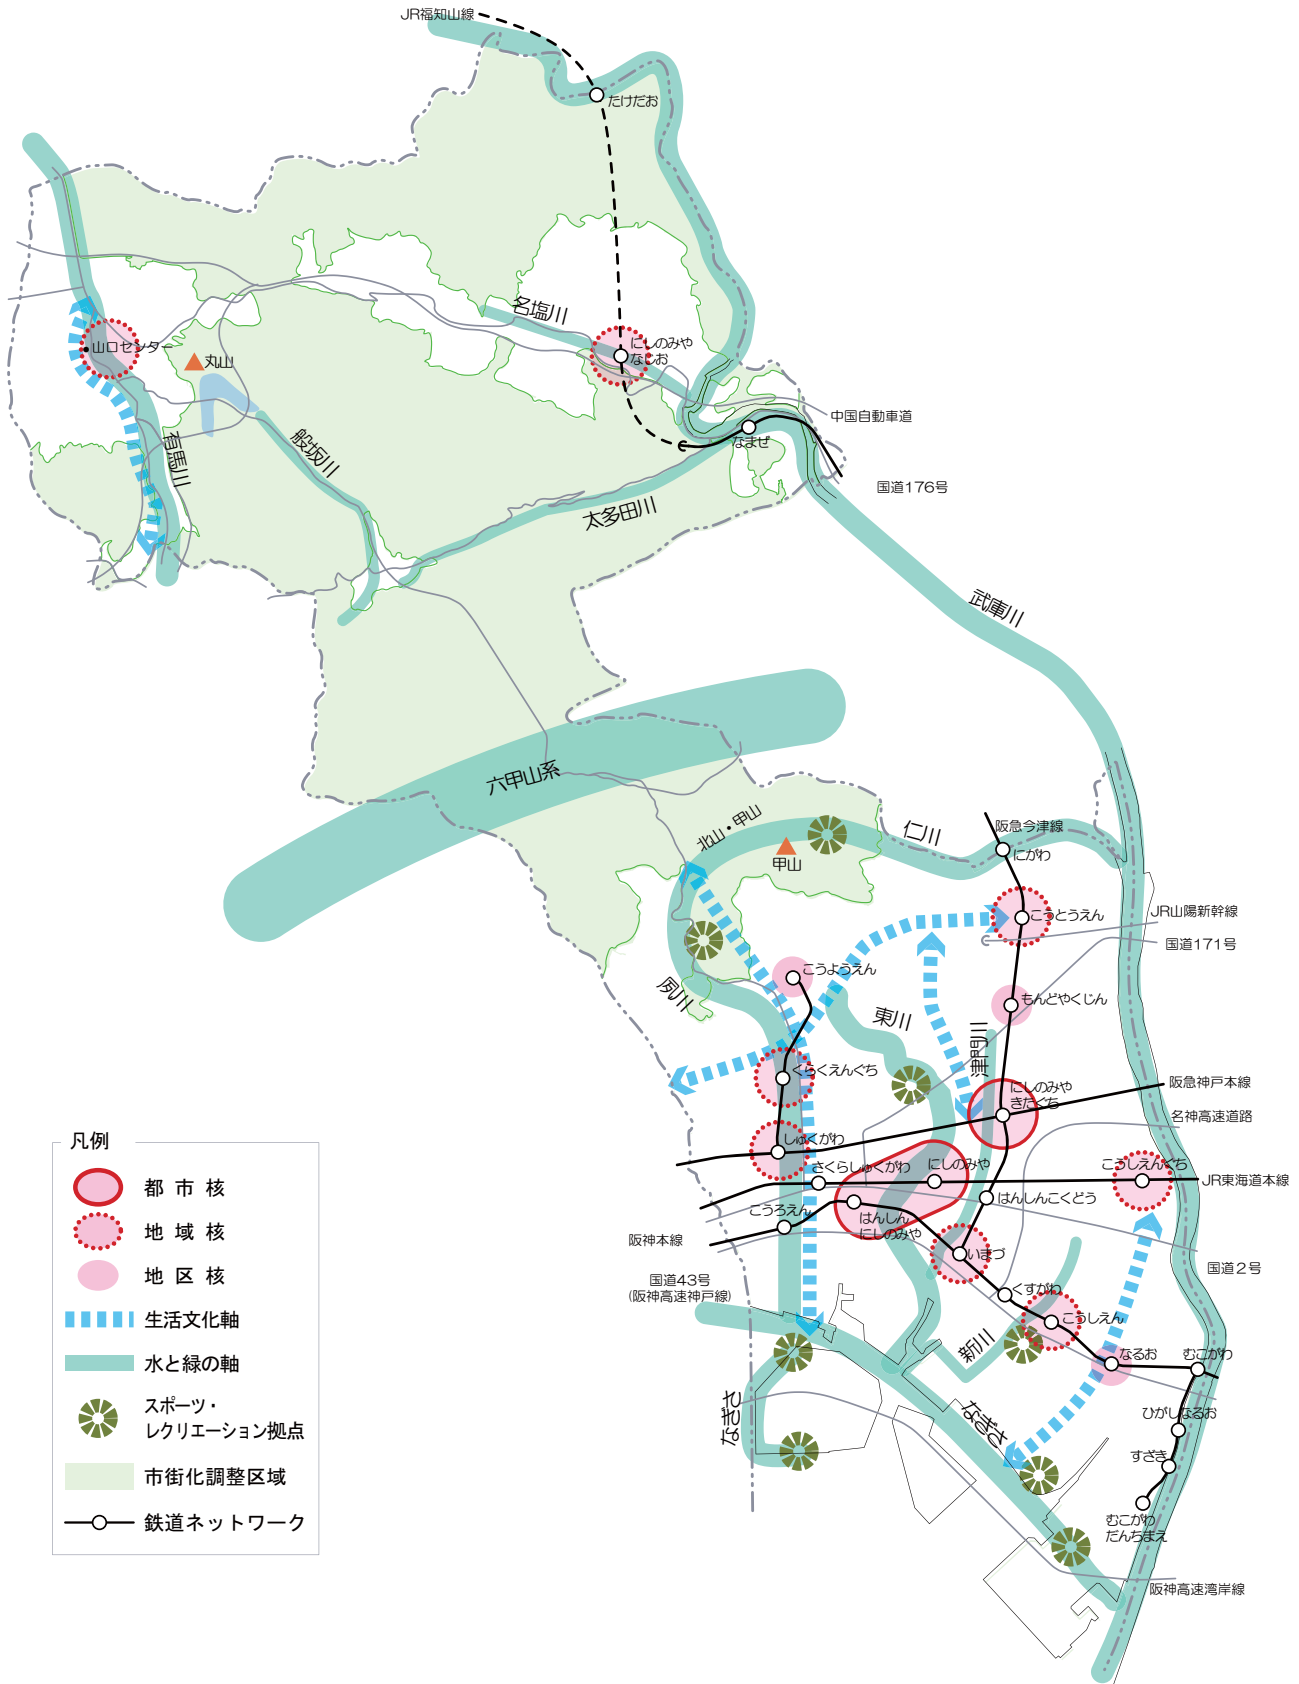 JR福知山線
たけだお
名塩川
にしのみや
なじお
山口センター
丸山
有馬川
船坂川
中国自動車道
なまぜ
国道176号
太多田川
武庫川
六甲山系
北山・甲山
甲山
仁川
阪急今津線
にがわ
こうとうえん
JR山陽新幹線
国道171号
こうようえん
夙川
もんどやくじん
東川
津門川
くらくえんぐち
にしのみや
きたぐち
阪急神戸本線
名神高速道路
しゅくがわ
さくらしゅくがわ
にしのみや
こうしえんぐち
JR東海道本線
はんしんこくどう
こうろえん
はんしん
にしのみや
阪神本線
いまづ
国道2号
国道43号
(阪神高速神戸線)
くすがわ
こうしえん
新川
なるお
むこがわ
なぎさ
なぎさ
ひがしなるお
すざき
むこがわ
だんちまえ
阪神高速湾岸線
凡例
都市核
地域核
地区核
生活文化軸
水と緑の軸
スポーツ・
レクリエーション拠点
市街化調整区域
鉄道ネットワーク